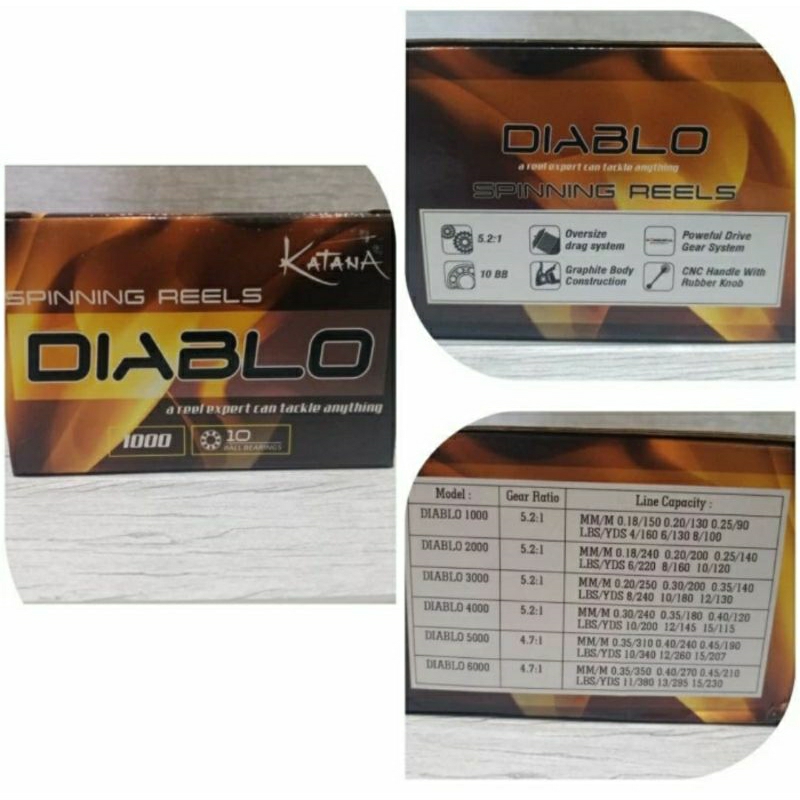 KATANA
SPINNING REELS
DIABLO
a reel expert can tackle anything
1000
10
BALL BEARINGS
DIABLO
a reel expert can tackle anything
SPINNING REELS
5.2:1
Oversize
drag system
Poweful Drive
Gear System
10 BB
Graphite Body
Construction
CNC Handle With
Rubber Knob
Model : Gear Ratio Line Capacity :
DIABLO 1000 5.2:1 MM/M 0.18/150 0.20/130 0.25/90
LBS/YDS 4/160 6/130 8/100
DIABLO 2000 5.2:1 MM/M 0.18/240 0.20/200 0.25/140
LBS/YDS 6/220 8/160 10/120
DIABLO 3000 5.2:1 MM/M 0.20/250 0.30/200 0.35/140
LBS/YDS 8/240 10/180 12/130
DIABLO 4000 5.2:1 MM/M 0.30/240 0.35/180 0.40/120
LBS/YDS 10/200 12/145 15/115
DIABLO 5000 4.7:1 MM/M 0.35/310 0.40/240 0.45/190
LBS/YDS 10/340 12/260 15/207
DIABLO 6000 4.7:1 MM/M 0.35/350 0.40/270 0.45/210
LBS/YDS 11/380 13/295 15/230